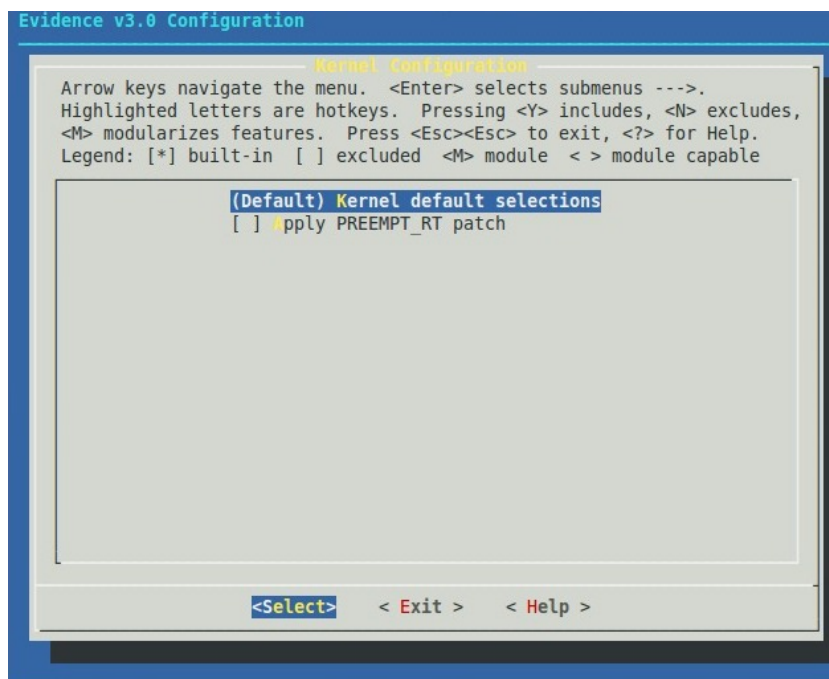 Evidence v3.0 Configuration
Kernel Configuration
Arrow keys navigate the menu. <Enter> selects submenus --->.
Highlighted letters are hotkeys. Pressing <Y> includes, <N> excludes,
<M> modularizes features. Press <Esc><Esc> to exit, <?> for Help.
Legend: [*] built-in [ ] excluded <M> module < > module capable
(Default) Kernel default selections
[ ] Apply PREEMPT_RT patch
<Select> < Exit > < Help >